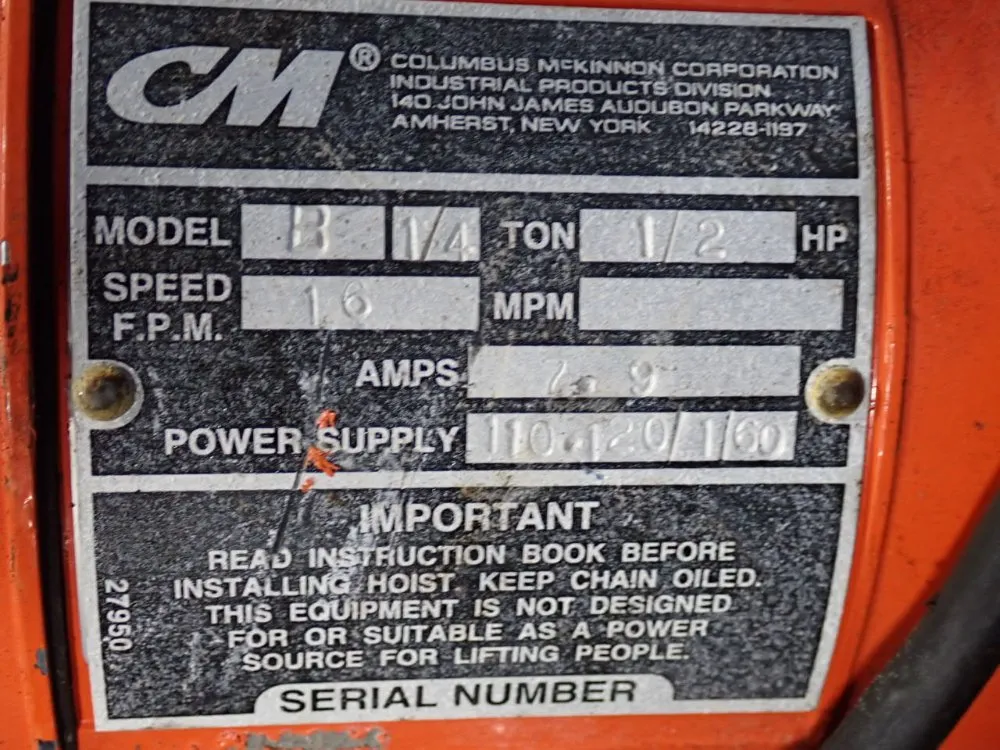 CM® COLUMBUS McKINNON CORPORATION
INDUSTRIAL PRODUCTS DIVISION
140 JOHN JAMES AUDUBON PARKWAY
AMHERST, NEW YORK 14228-1197
MODEL R 1/4 TON 1/2 HP
SPEED F.P.M. 16 MPM
AMPS 7.9
POWER SUPPLY 110-120/1/60
IMPORTANT
READ INSTRUCTION BOOK BEFORE
INSTALLING HOIST KEEP CHAIN OILED.
THIS EQUIPMENT IS NOT DESIGNED
FOR OR SUITABLE AS A POWER
SOURCE FOR LIFTING PEOPLE.
27950
SERIAL NUMBER